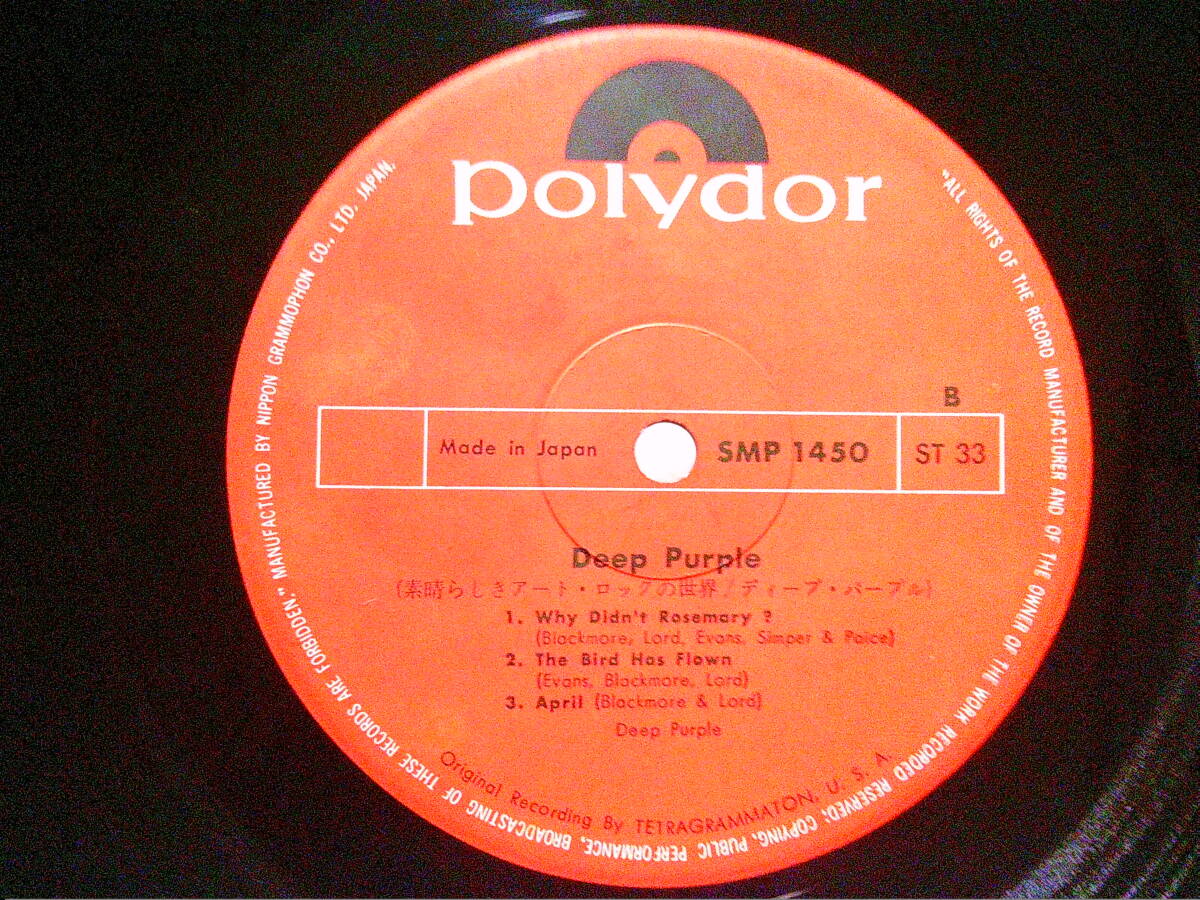 polydor
B
Made in Japan
SMP 1450
ST 33
Deep Purple
(素晴らしきアート・ロックの世界/ディープ・パープル)
1. Why Didn't Rosemary ?
(Blackmore, Lord, Evans, Simper & Paice)
2. The Bird Has Flown
(Evans, Blackmore, Lord)
3. April (Blackmore & Lord)
Deep Purple
Original Recording By TETRAGRAMMATON, U. S. A.
"ALL RIGHTS OF THE RECORD MANUFACTURER AND OF THE OWNER OF THE WORK RECORDED RESERVED; COPYING, PUBLIC PERFORMANCE, BROADCASTING OF THESE RECORDS ARE FORBIDDEN." MANUFACTURED BY NIPPON GRAMMOPHON CO., LTD. JAPAN.